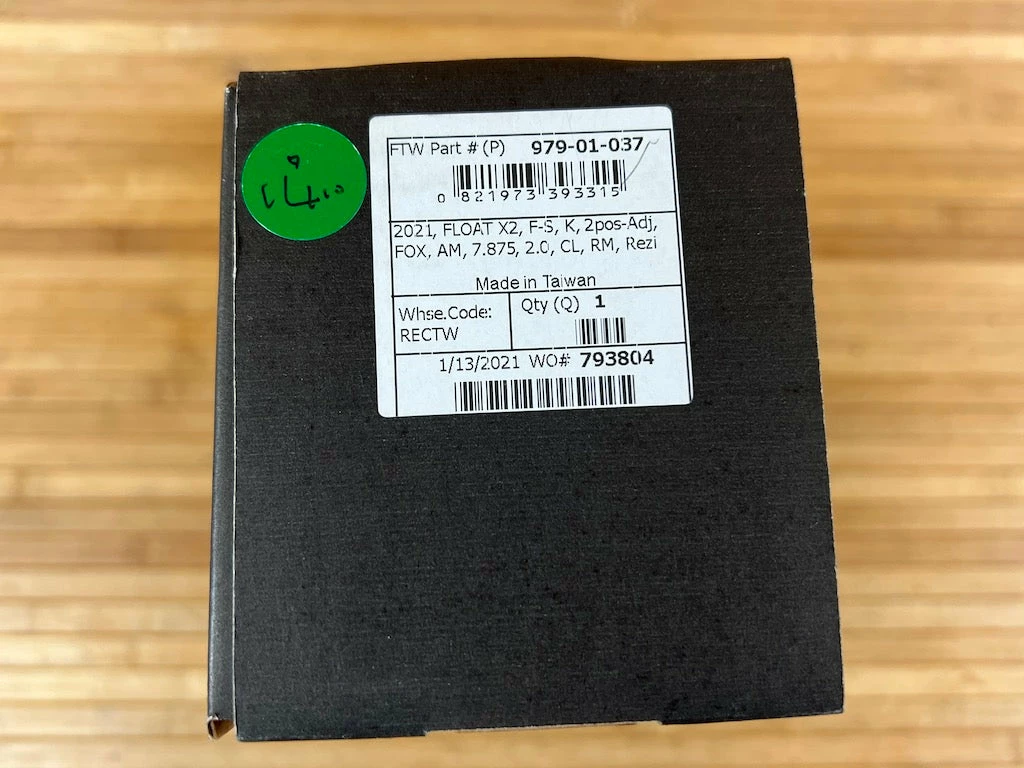 FTW Part # (P) 979-01-037
0 821973 393315
2021, FLOAT X2, F-S, K, 2pos-Adj,
FOX, AM, 7.875, 2.0, CL, RM, Rezi
Made in Taiwan
Whse.Code: Qty (Q) 1
RECTW
1/13/2021 WO# 793804